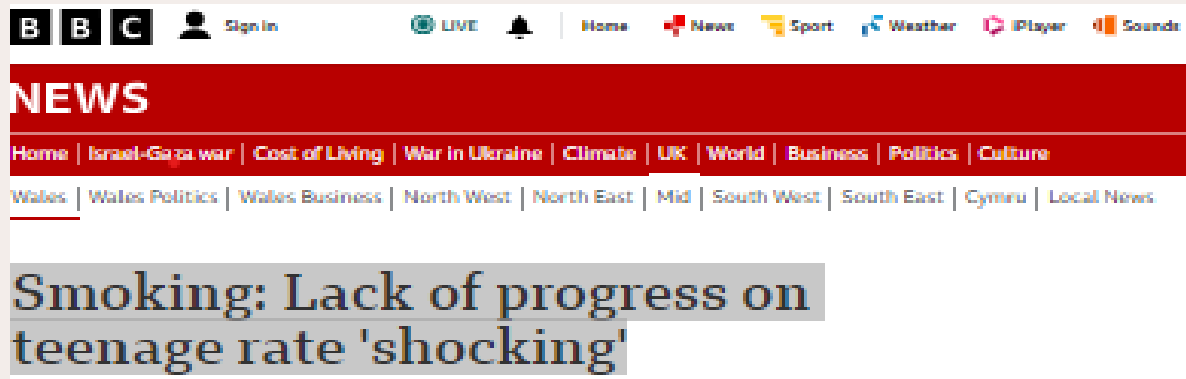 BBC Sign in LIVE Home News Sport Weather iPlayer Sounds
NEWS
Home | Israel-Gaza war | Cost of Living | War in Ukraine | Climate | UK | World | Business | Politics | Culture
Wales | Wales Politics | Wales Business | North West | North East | Mid | South West | South East | Cymru | Local News
Smoking: Lack of progress on
teenage rate 'shocking'